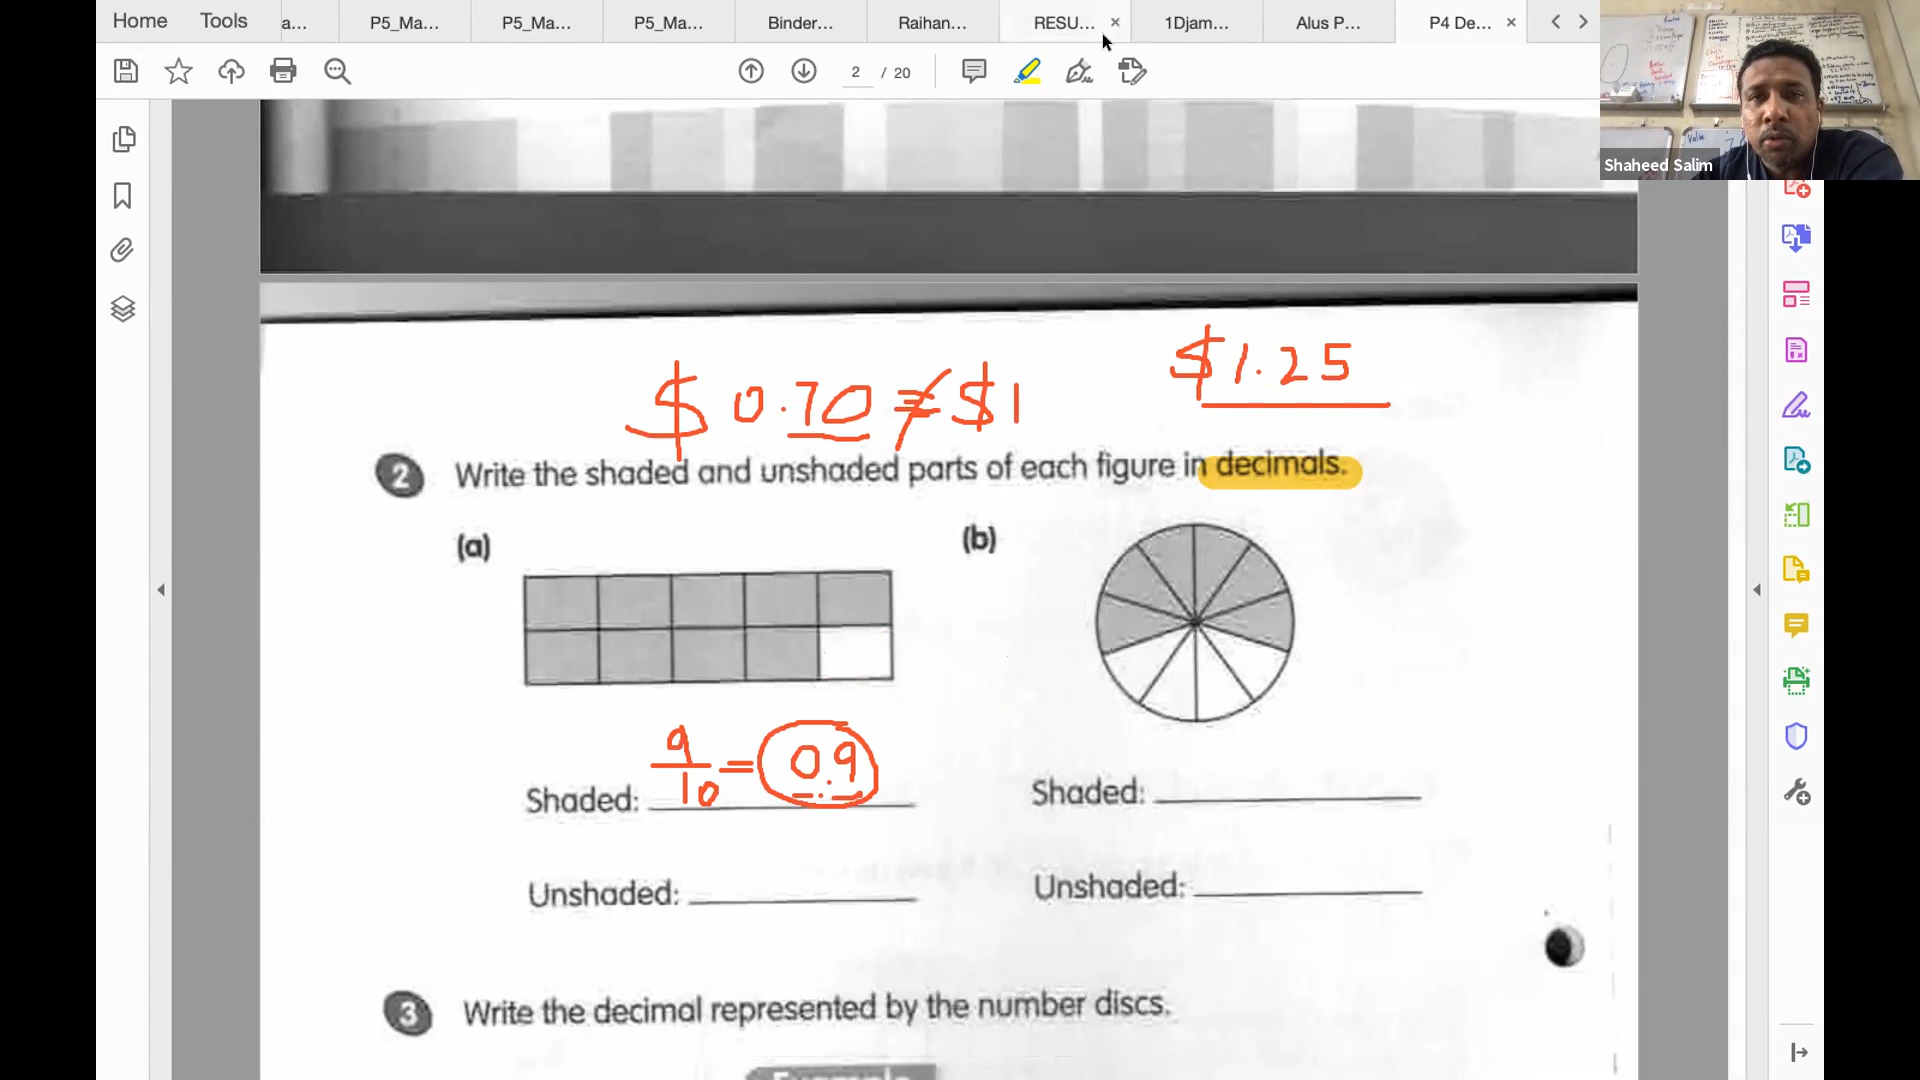 Home Tools a... P5_Ma... P5_Ma... P5_Ma... Binder... Raihan... RESU... × 1Djam... Alus P... P4 De... ×
2 / 20
Shaheed Salim
$1.25
$ 0.70 ≠ $1
2 Write the shaded and unshaded parts of each figure in decimals.
(a) (b)
9/10 = 0.9
Shaded: Shaded:
Unshaded: Unshaded:
3 Write the decimal represented by the number discs.